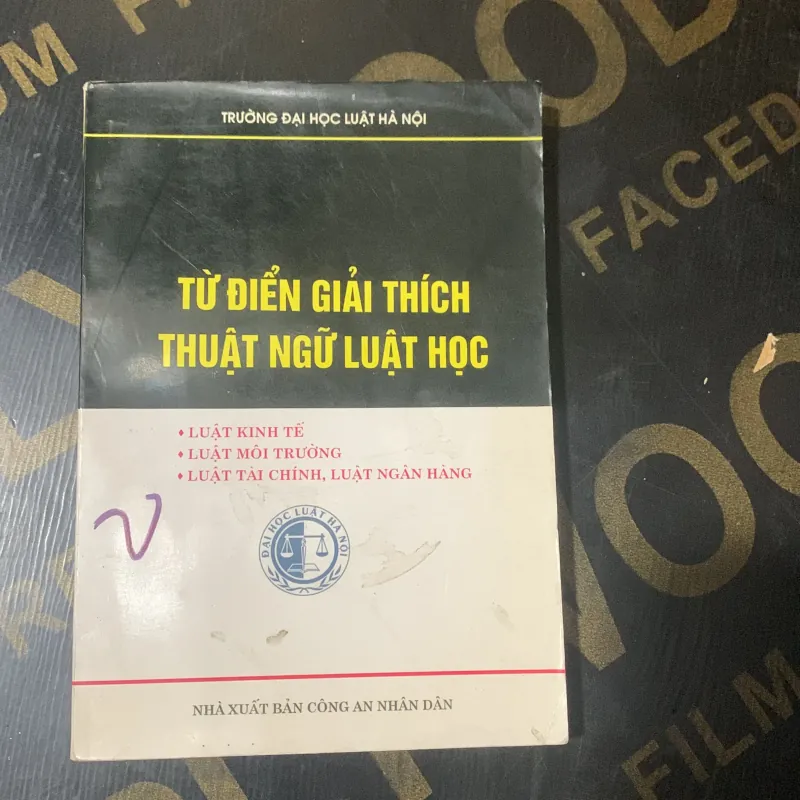 TRƯỜNG ĐẠI HỌC LUẬT HÀ NỘI
TỪ ĐIỂN GIẢI THÍCH
THUẬT NGỮ LUẬT HỌC
LUẬT KINH TẾ
LUẬT MÔI TRƯỜNG
LUẬT TÀI CHÍNH, LUẬT NGÂN HÀNG
ĐẠI HỌC LUẬT HÀ NỘI
NHÀ XUẤT BẢN CÔNG AN NHÂN DÂN
FACED
FILM